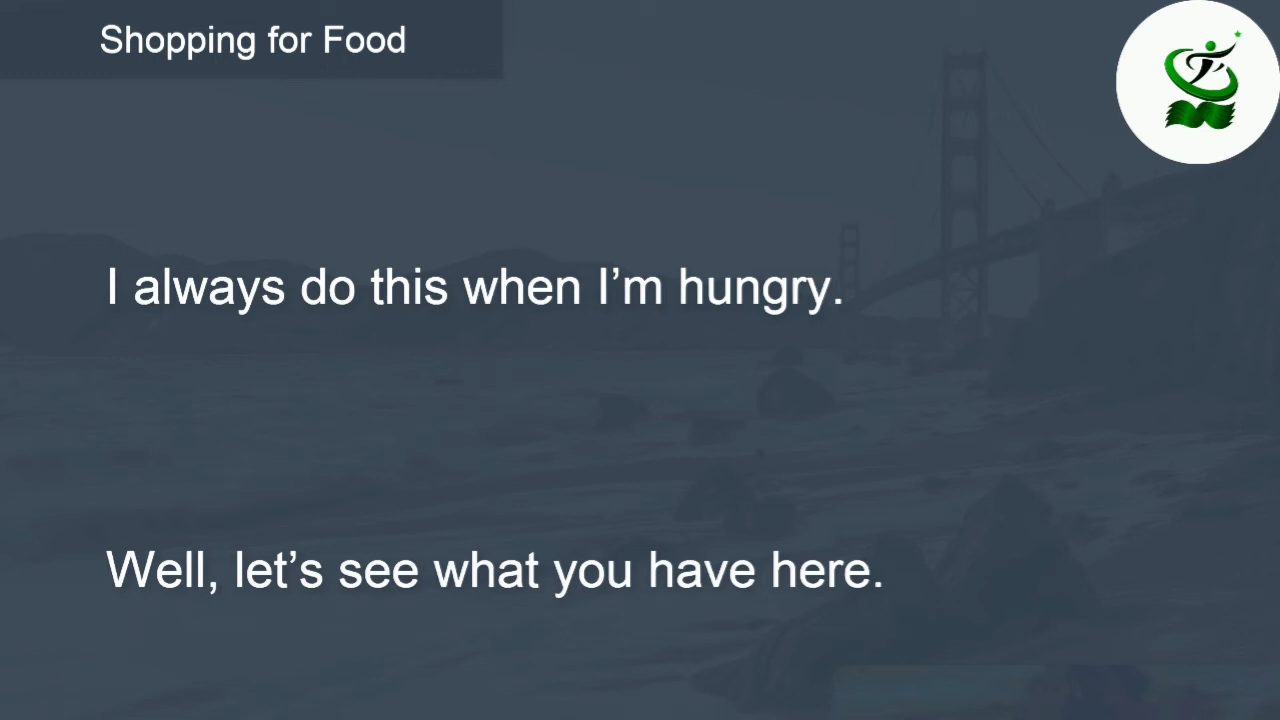 Shopping for Food
I always do this when I’m hungry.
Well, let’s see what you have here.